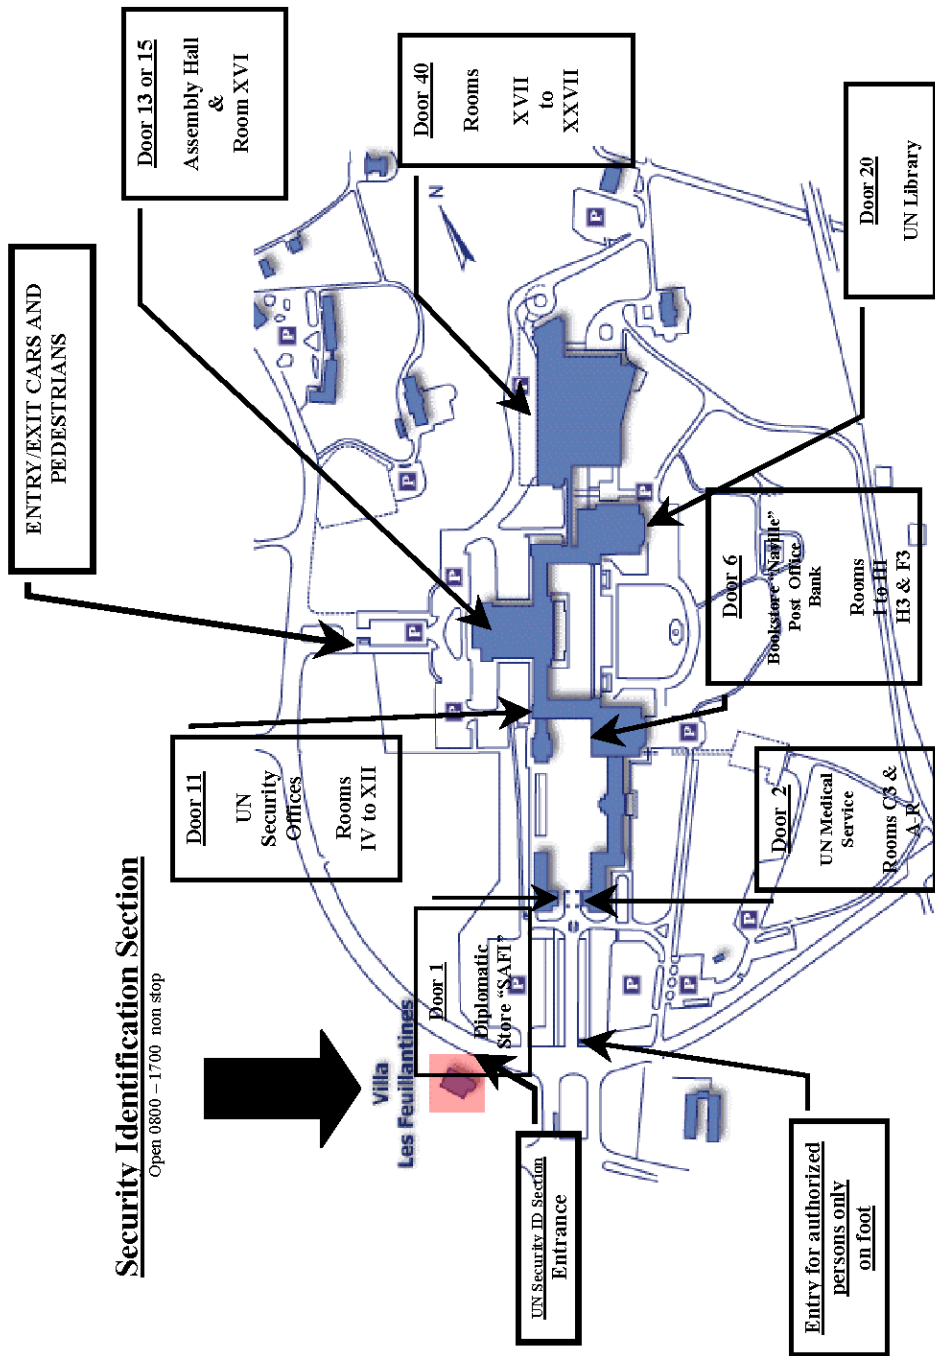 Security Identification Section
Open 0800 – 1700 non stop
Villa
Les Feuillantines
UN Security ID Section
Entrance
Entry for authorized
persons only
on foot
Door 1
Diplomatic
Store “SAFI”
Door 11
UN
Security
Offices
Rooms
IV to XII
ENTRY/EXIT CARS AND
PEDESTRIANS
Door 13 or 15
Assembly Hall
&
Room XVI
Door 40
Rooms
XVII
to
XXVII
N
Door 20
UN Library
Door 6
Bookstore “Naville”
Post Office
Bank
Rooms
I to III
H3 & F3
Door 2
UN Medical
Service
Rooms C3 &
A-R
P
P
P
P
P
P
P
P
P
P
P
P